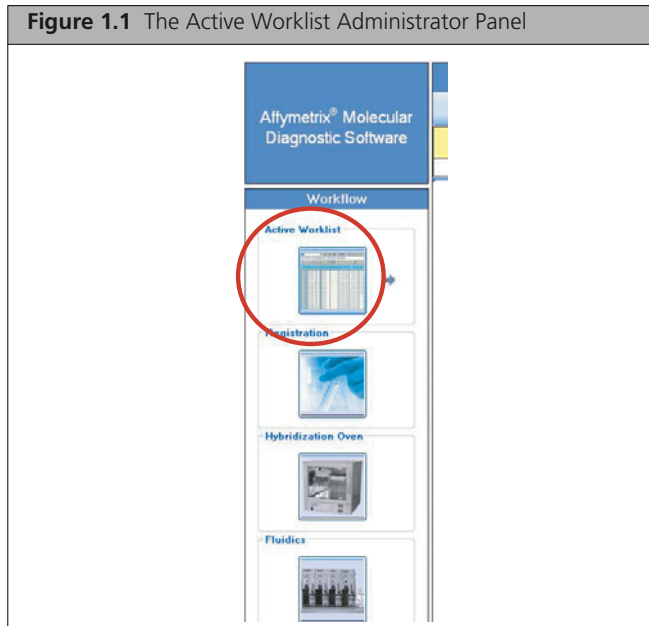 Figure 1.1 The Active Worklist Administrator Panel
Affymetrix® Molecular
Diagnostic Software
Workflow
Active Worklist
Registration
Hybridization Oven
Fluidics